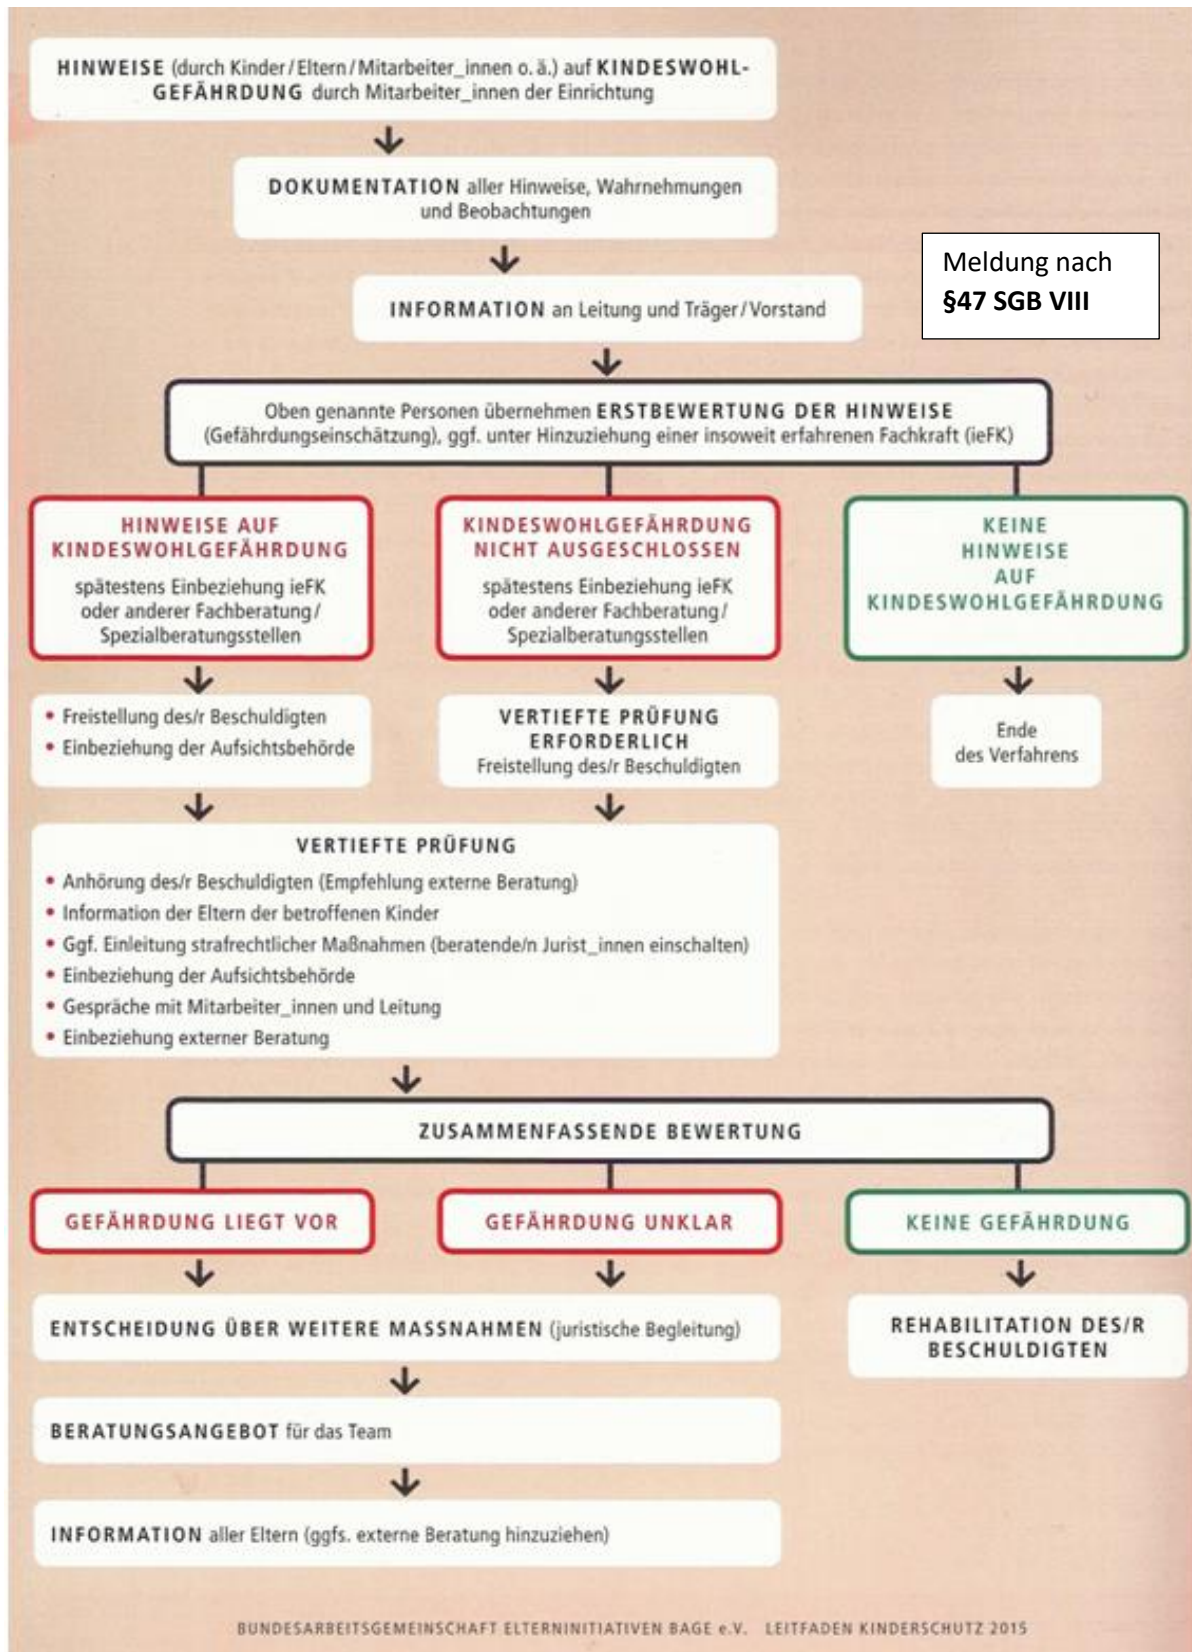 HINWEISE (durch Kinder/Eltern/Mitarbeiter_innen o. ä.) auf KINDESWOHL-
GEFÄHRDUNG durch Mitarbeiter_innen der Einrichtung
DOKUMENTATION aller Hinweise, Wahrnehmungen
und Beobachtungen
Meldung nach
§47 SGB VIII
INFORMATION an Leitung und Träger/Vorstand
Oben genannte Personen übernehmen ERSTBEWERTUNG DER HINWEISE
(Gefährdungseinschätzung), ggf. unter Hinzuziehung einer insoweit erfahrenen Fachkraft (ieFK)
HINWEISE AUF
KINDESWOHLGEFÄHRDUNG
spätestens Einbeziehung ieFK
oder anderer Fachberatung/
Spezialberatungsstellen
KINDESWOHLGEFÄHRDUNG
NICHT AUSGESCHLOSSEN
spätestens Einbeziehung ieFK
oder anderer Fachberatung/
Spezialberatungsstellen
KEINE
HINWEISE
AUF
KINDESWOHLGEFÄHRDUNG
• Freistellung des/r Beschuldigten
• Einbeziehung der Aufsichtsbehörde
VERTIEFTE PRÜFUNG
ERFORDERLICH
Freistellung des/r Beschuldigten
Ende
des Verfahrens
VERTIEFTE PRÜFUNG
• Anhörung des/r Beschuldigten (Empfehlung externe Beratung)
• Information der Eltern der betroffenen Kinder
• Ggf. Einleitung strafrechtlicher Maßnahmen (beratende/n Jurist_innen einschalten)
• Einbeziehung der Aufsichtsbehörde
• Gespräche mit Mitarbeiter_innen und Leitung
• Einbeziehung externer Beratung
ZUSAMMENFASSENDE BEWERTUNG
GEFÄHRDUNG LIEGT VOR
GEFÄHRDUNG UNKLAR
KEINE GEFÄHRDUNG
ENTSCHEIDUNG ÜBER WEITERE MASSNAHMEN (juristische Begleitung)
REHABILITATION DES/R
BESCHULDIGTEN
BERATUNGSANGEBOT für das Team
INFORMATION aller Eltern (ggfs. externe Beratung hinzuziehen)
BUNDESARBEITSGEMEINSCHAFT ELTERNINITIATIVEN BAGE e.V. LEITFADEN KINDERSCHUTZ 2015